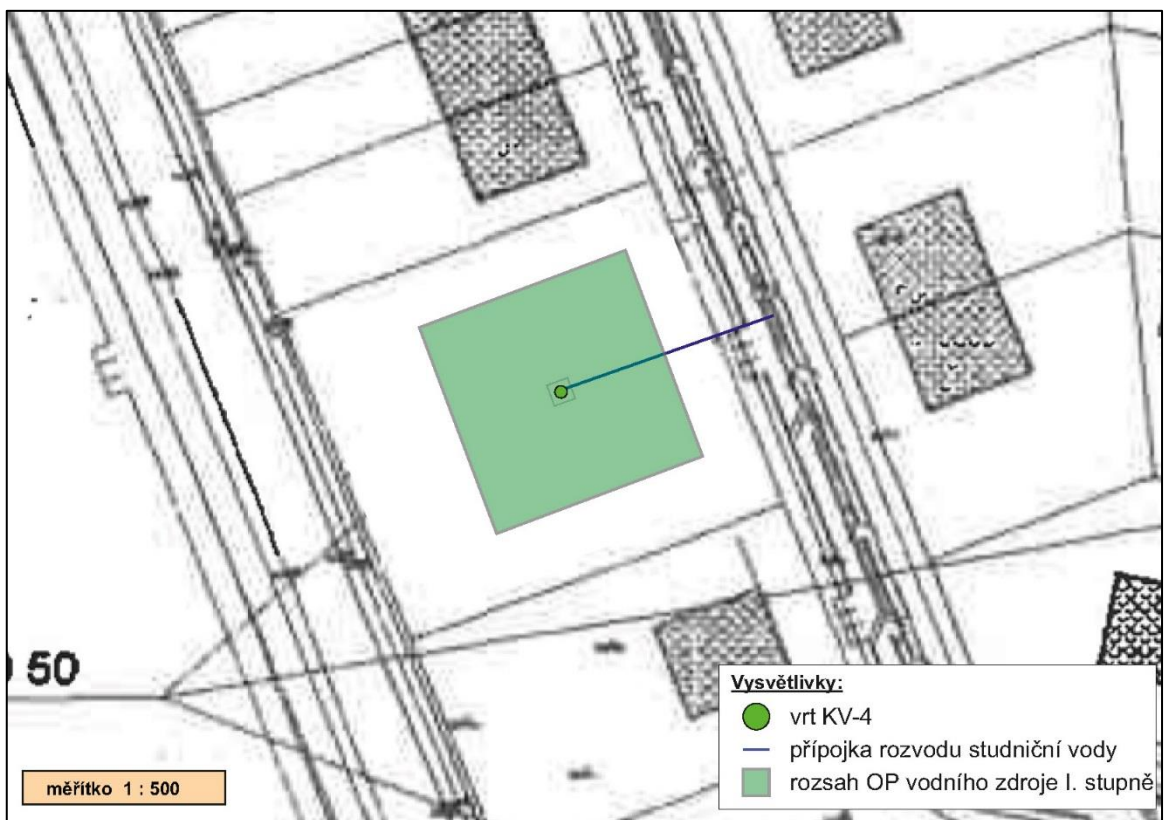 50
měřítko 1 : 500
Vysvětlivky:
vrt KV-4
přípojka rozvodu studniční vody
rozsah OP vodního zdroje I. stupně